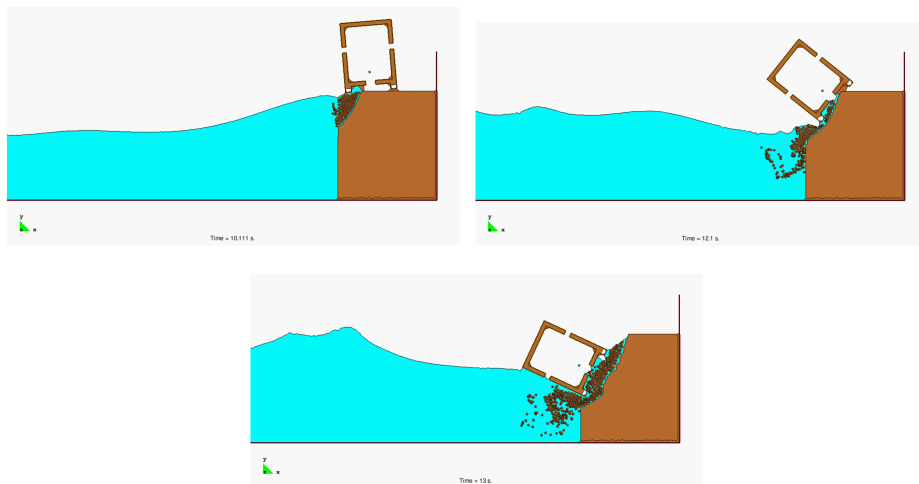 y
x
Time = 10.111 s.
y
x
Time = 12.1 s.
y
x
Time = 13 s.